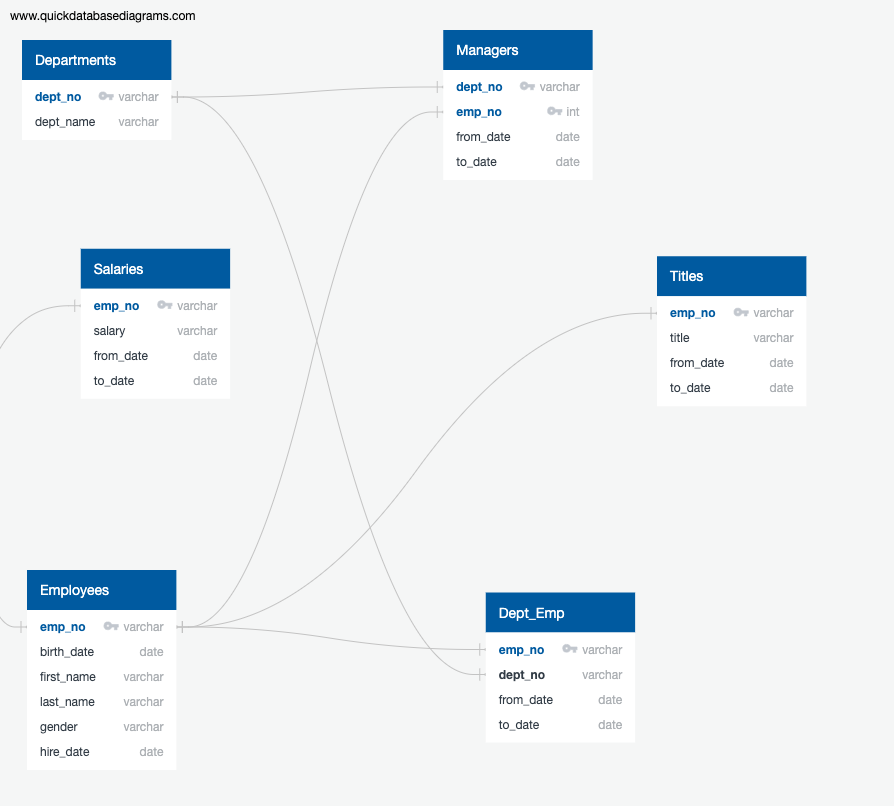 www.quickdatabasediagrams.com
Departments
dept_no varchar
dept_name varchar
Managers
dept_no varchar
emp_no int
from_date date
to_date date
Salaries
emp_no varchar
salary varchar
from_date date
to_date date
Titles
emp_no varchar
title varchar
from_date date
to_date date
Employees
emp_no varchar
birth_date date
first_name varchar
last_name varchar
gender varchar
hire_date date
Dept_Emp
emp_no varchar
dept_no varchar
from_date date
to_date date